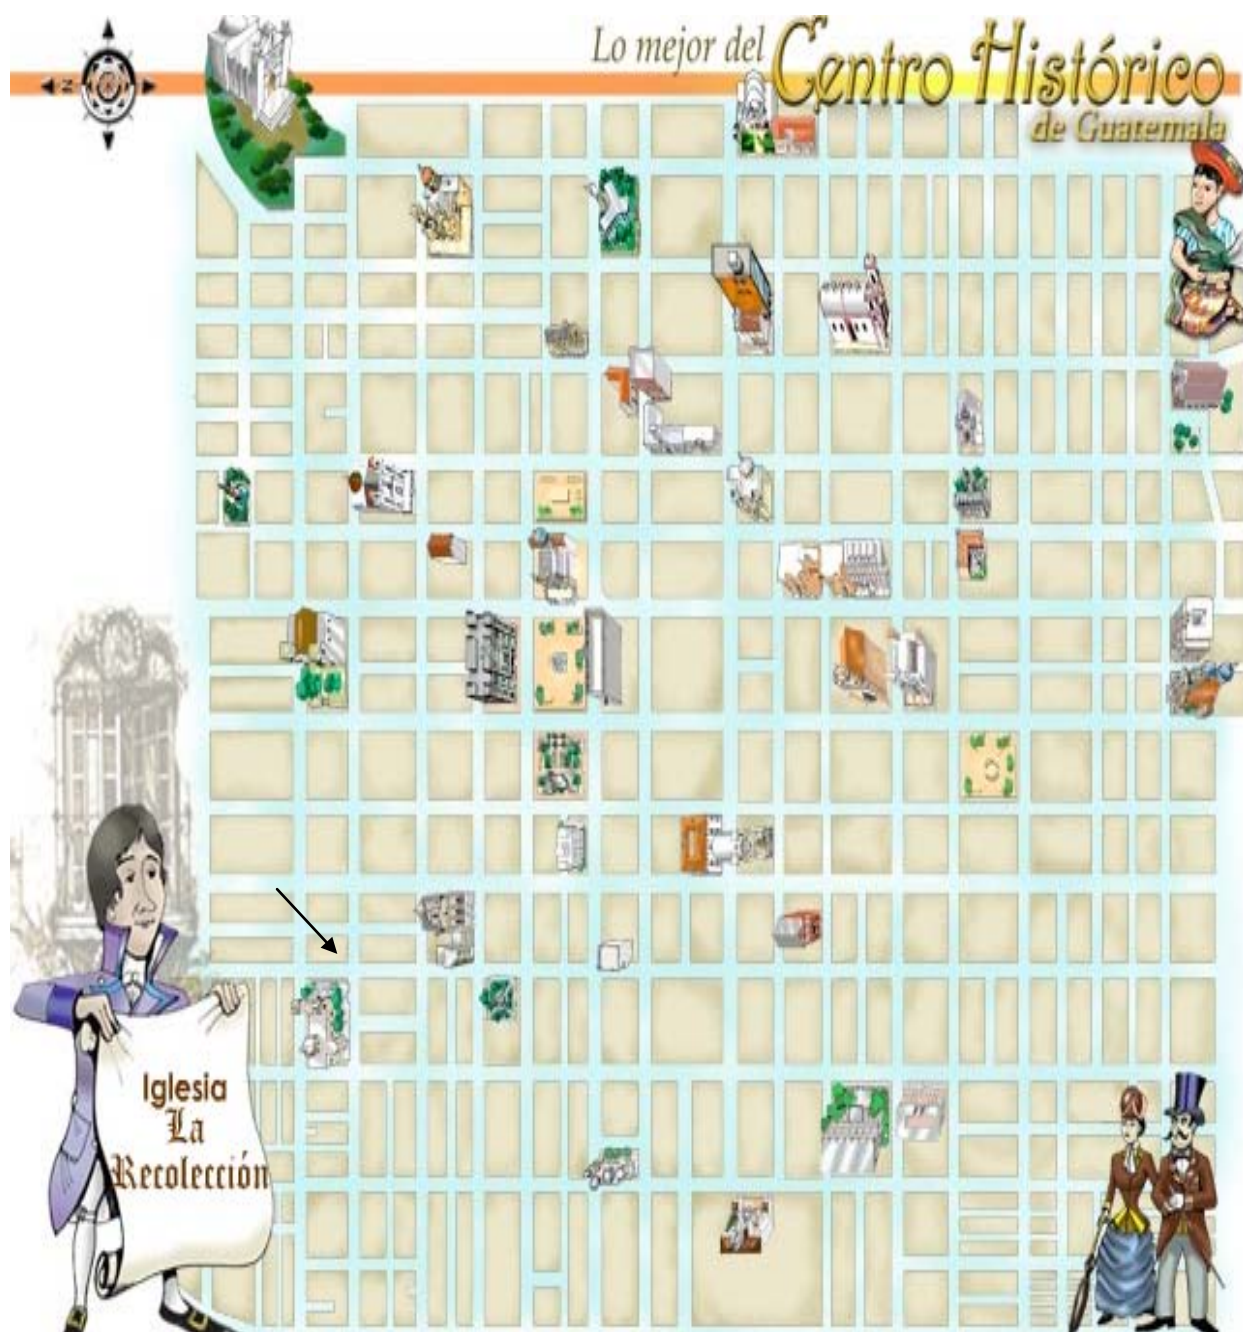 Lo mejor del Centro Histórico
de Guatemala
N
Iglesia
La
Recolección